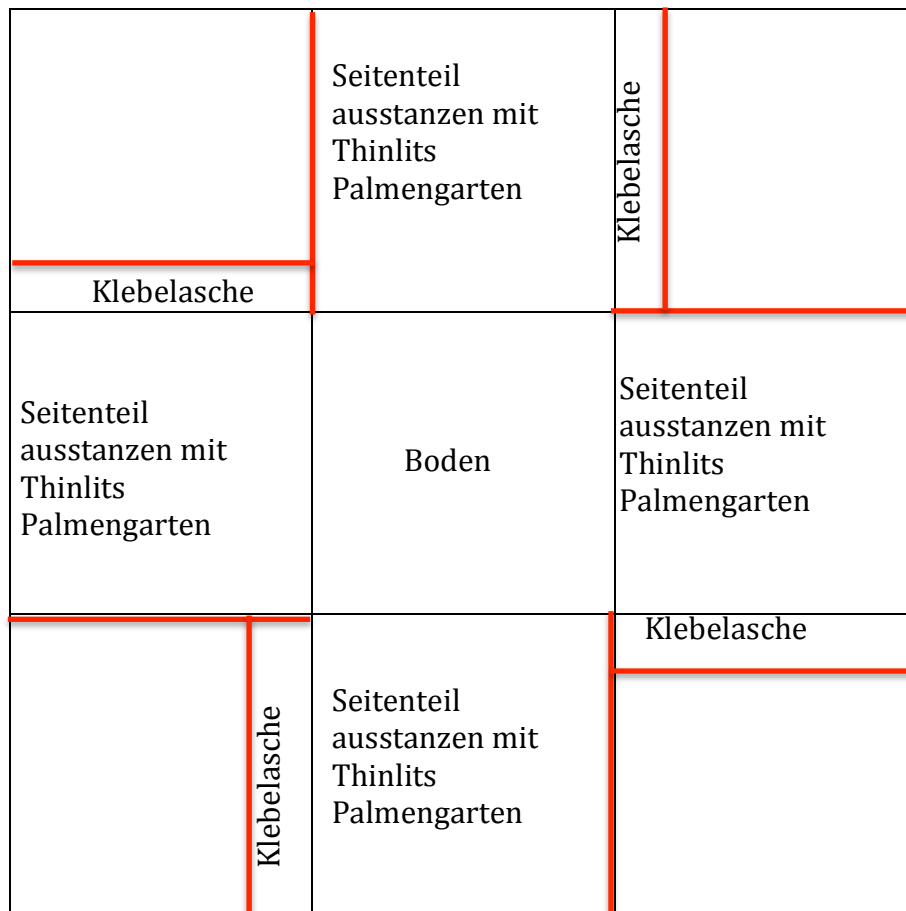 Seitenteil
ausstanzen mit
Thinlits
Palmengarten
Klebelasche
Klebelasche
Seitenteil
ausstanzen mit
Thinlits
Palmengarten
Boden
Seitenteil
ausstanzen mit
Thinlits
Palmengarten
Klebelasche
Seitenteil
ausstanzen mit
Thinlits
Palmengarten
Klebelasche